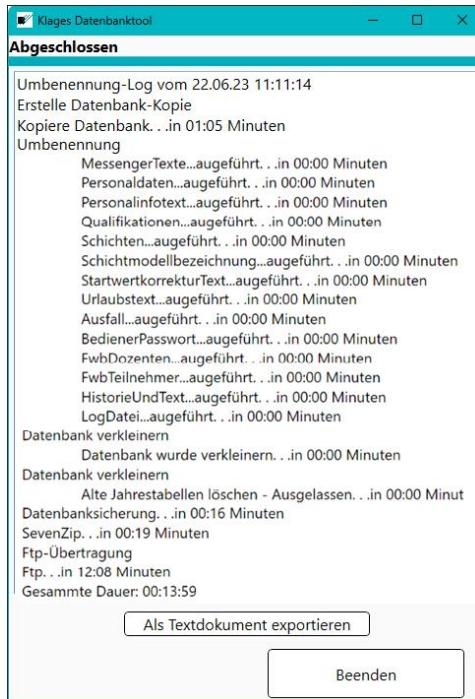 Klages Datenbanktool
Abgeschlossen
Umbenennung-Log vom 22.06.23 11:11:14
Erstelle Datenbank-Kopie
Kopiere Datenbank. . .in 01:05 Minuten
Umbenennung
MessengerTexte...augeführt. . .in 00:00 Minuten
Personaldaten...augeführt. . .in 00:00 Minuten
Personalinfotext...augeführt. . .in 00:00 Minuten
Qualifikationen...augeführt. . .in 00:00 Minuten
Schichten...augeführt. . .in 00:00 Minuten
Schichtmodellbezeichnung...augeführt. . .in 00:00 Minuten
StartwertkorrekturText...augeführt. . .in 00:00 Minuten
Urlaubstext...augeführt. . .in 00:00 Minuten
Ausfall...augeführt. . .in 00:00 Minuten
BedienerPasswort...augeführt. . .in 00:00 Minuten
FwbDozenten...augeführt. . .in 00:00 Minuten
FwbTeilnehmer...augeführt. . .in 00:00 Minuten
HistorieUndText...augeführt. . .in 00:00 Minuten
LogDatei...augeführt. . .in 00:00 Minuten
Datenbank verkleinern
Datenbank wurde verkleinern. . .in 00:00 Minuten
Datenbank verkleinern
Alte Jahrestabellen löschen - Ausgelassen. . .in 00:00 Minut
Datenbanksicherung. . .in 00:16 Minuten
SevenZip. . .in 00:19 Minuten
Ftp-Übertragung
Ftp. . .in 12:08 Minuten
Gesammte Dauer: 00:13:59
Als Textdokument exportieren
Beenden